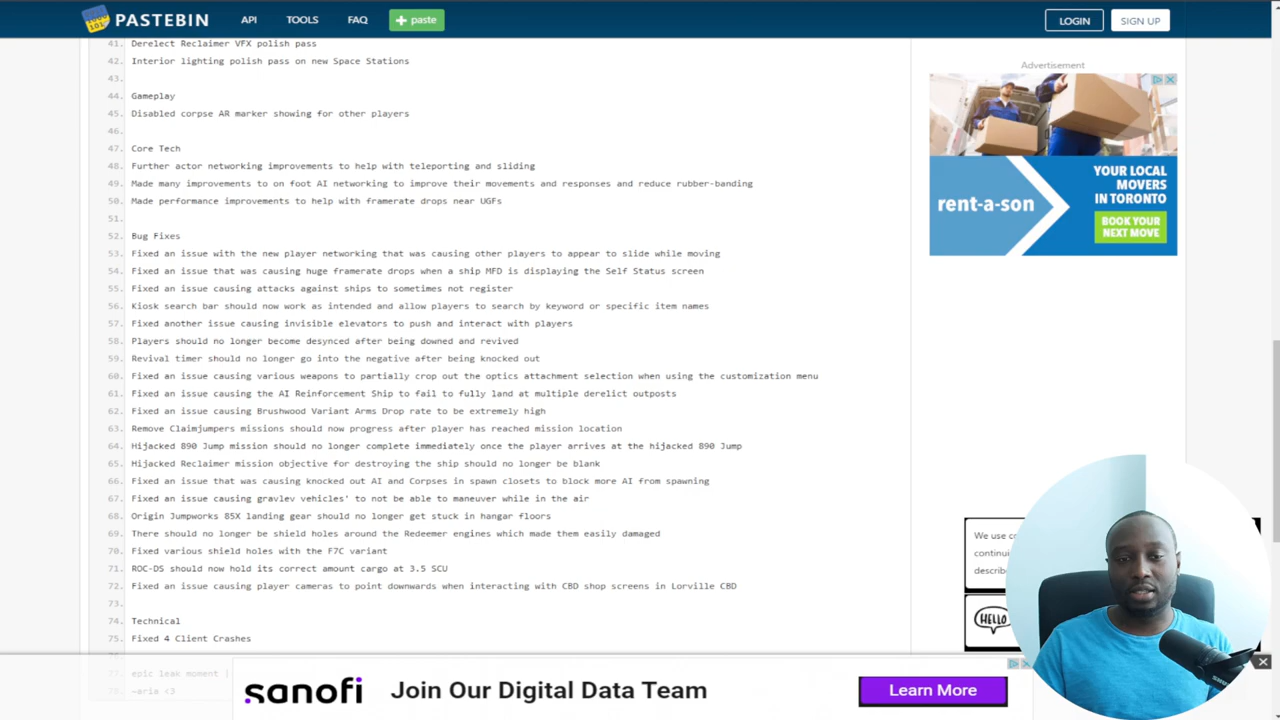 PASTEBIN
API
TOOLS
FAQ
+ paste
LOGIN
SIGN UP
41. Derelect Reclaimer VFX polish pass
42. Interior lighting polish pass on new Space Stations
43.
44. Gameplay
45. Disabled corpse AR marker showing for other players
46.
47. Core Tech
48. Further actor networking improvements to help with teleporting and sliding
49. Made many improvements to on foot AI networking to improve their movements and responses and reduce rubber-banding
50. Made performance improvements to help with framerate drops near UGFs
51.
52. Bug Fixes
53. Fixed an issue with the new player networking that was causing other players to appear to slide while moving
54. Fixed an issue that was causing huge framerate drops when a ship MFD is displaying the Self Status screen
55. Fixed an issue causing attacks against ships to sometimes not register
56. Kiosk search bar should now work as intended and allow players to search by keyword or specific item names
57. Fixed another issue causing invisible elevators to push and interact with players
58. Players should no longer become desynced after being downed and revived
59. Revival timer should no longer go into the negative after being knocked out
60. Fixed an issue causing various weapons to partially crop out the optics attachment selection when using the customization menu
61. Fixed an issue causing the AI Reinforcement Ship to fail to fully land at multiple derelict outposts
62. Fixed an issue causing Brushwood Variant Arms Drop rate to be extremely high
63. Remove Claimjumpers missions should now progress after player has reached mission location
64. Hijacked 890 Jump mission should no longer complete immediately once the player arrives at the hijacked 890 Jump
65. Hijacked Reclaimer mission objective for destroying the ship should no longer be blank
66. Fixed an issue that was causing knocked out AI and Corpses in spawn closets to block more AI from spawning
67. Fixed an issue causing gravlev vehicles' to not be able to maneuver while in the air
68. Origin Jumpworks 85X landing gear should no longer get stuck in hangar floors
69. There should no longer be shield holes around the Redeemer engines which made them easily damaged
70. Fixed various shield holes with the F7C variant
71. ROC-DS should now hold its correct amount cargo at 3.5 SCU
72. Fixed an issue causing player cameras to point downwards when interacting with CBD shop screens in Lorville CBD
73.
74. Technical
75. Fixed 4 Client Crashes
77. epic leak moment |
78. ~aria <3
Advertisement
rent-a-son
YOUR LOCAL
MOVERS
IN TORONTO
BOOK YOUR
NEXT MOVE
We use
continui
describe
HELLO
sanofi
Join Our Digital Data Team
Learn More